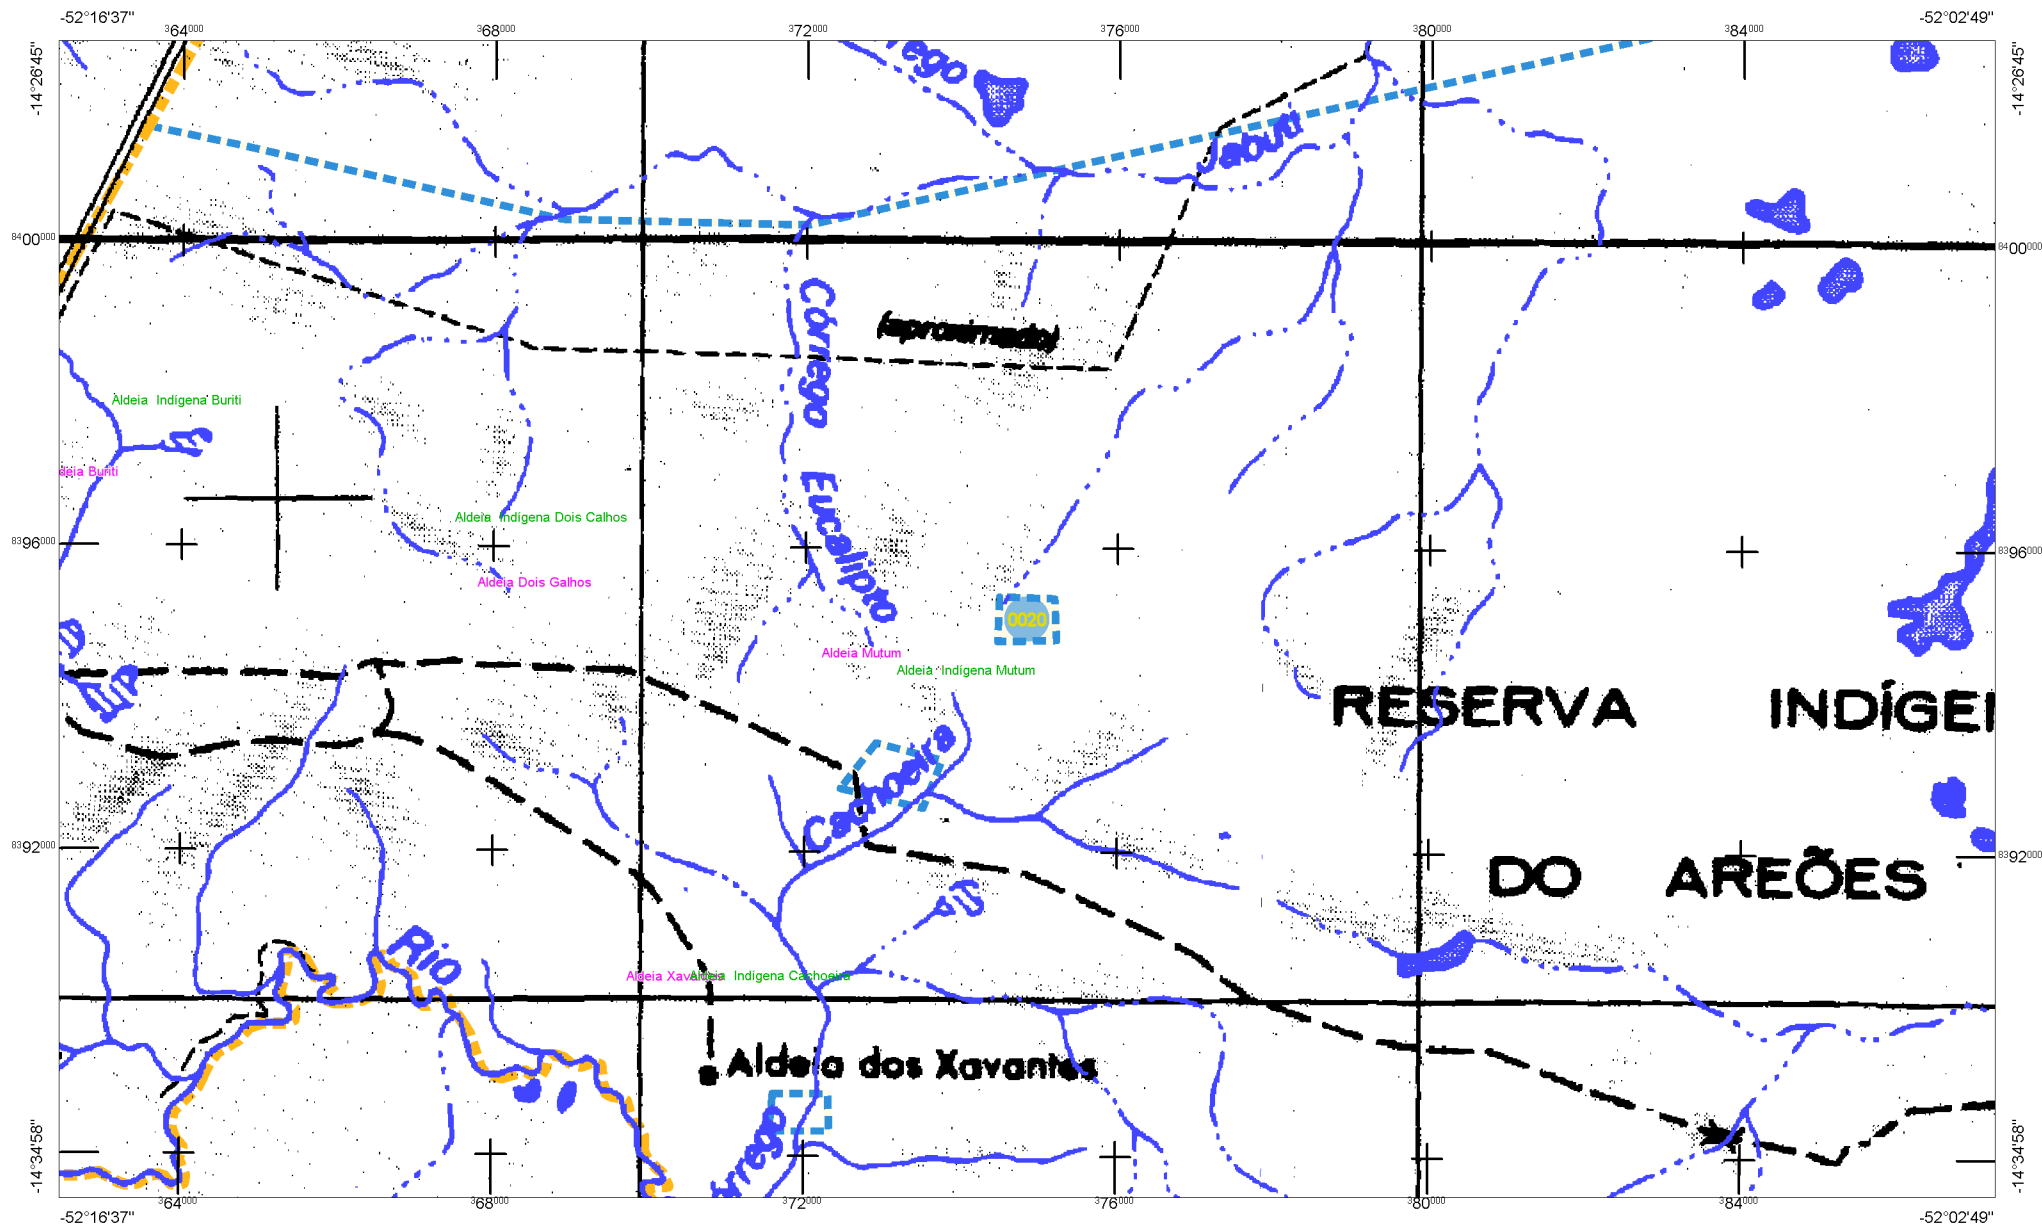 -52°16'37"
-52°02'49"
364000
368000
372000
376000
380000
384000
-14°26'45"
-14°26'45"
rego
Jabuti
8400000
8400000
Córrego Eucalipto
(aproximado)
Aldeia Indígena Buriti
deia Buriti
Aldeia Indígena Dois Calhos
8396000
8396000
Aldeia Dois Galhos
0020
Aldeia Mutum
Aldeia Indígena Mutum
RESERVA INDÍGEI
Cachoeira
8392000
8392000
DO AREÕES
Rio
Aldeia Xavantes
Aldeia Indígena Cachoeira
Aldeia dos Xavantes
rrego
-14°34'58"
-14°34'58"
364000
368000
372000
376000
380000
384000
-52°16'37"
-52°02'49"